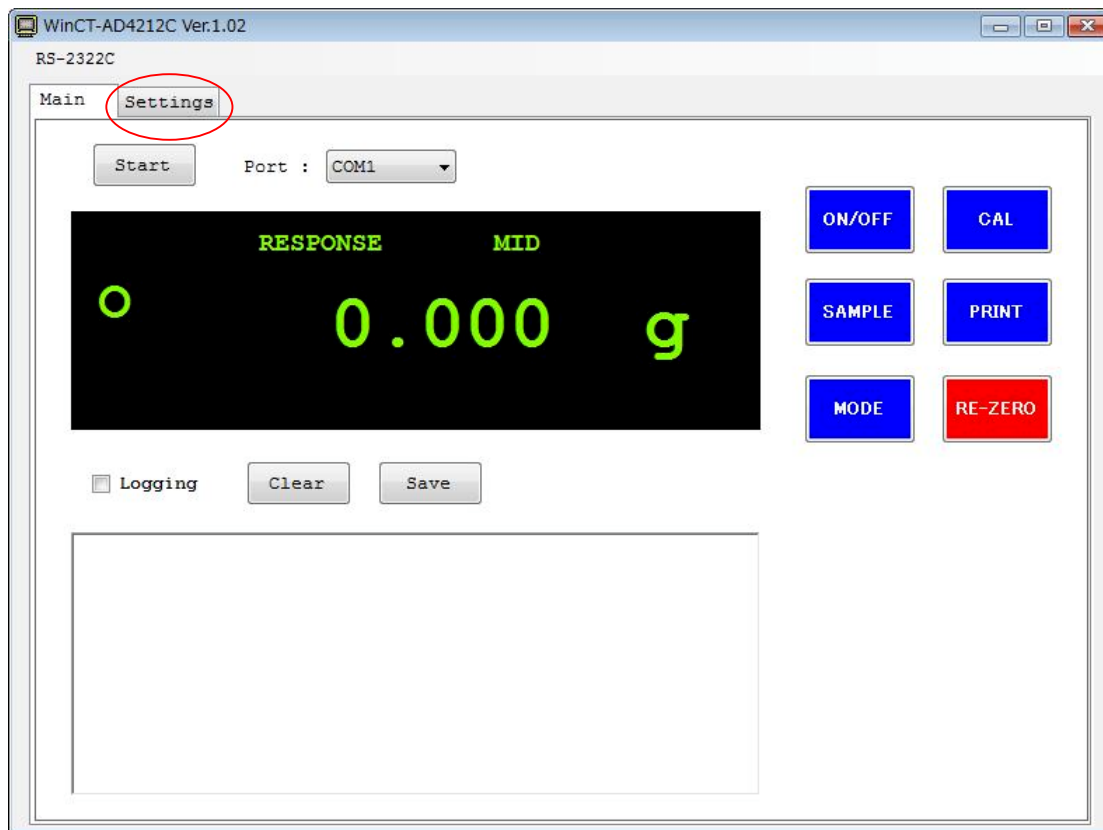 WinCT-AD4212C Ver.1.02
RS-2322C
Main Settings
Start Port : COM1
RESPONSE MID
0.000 g
ON/OFF CAL
SAMPLE PRINT
MODE RE-ZERO
Logging Clear Save